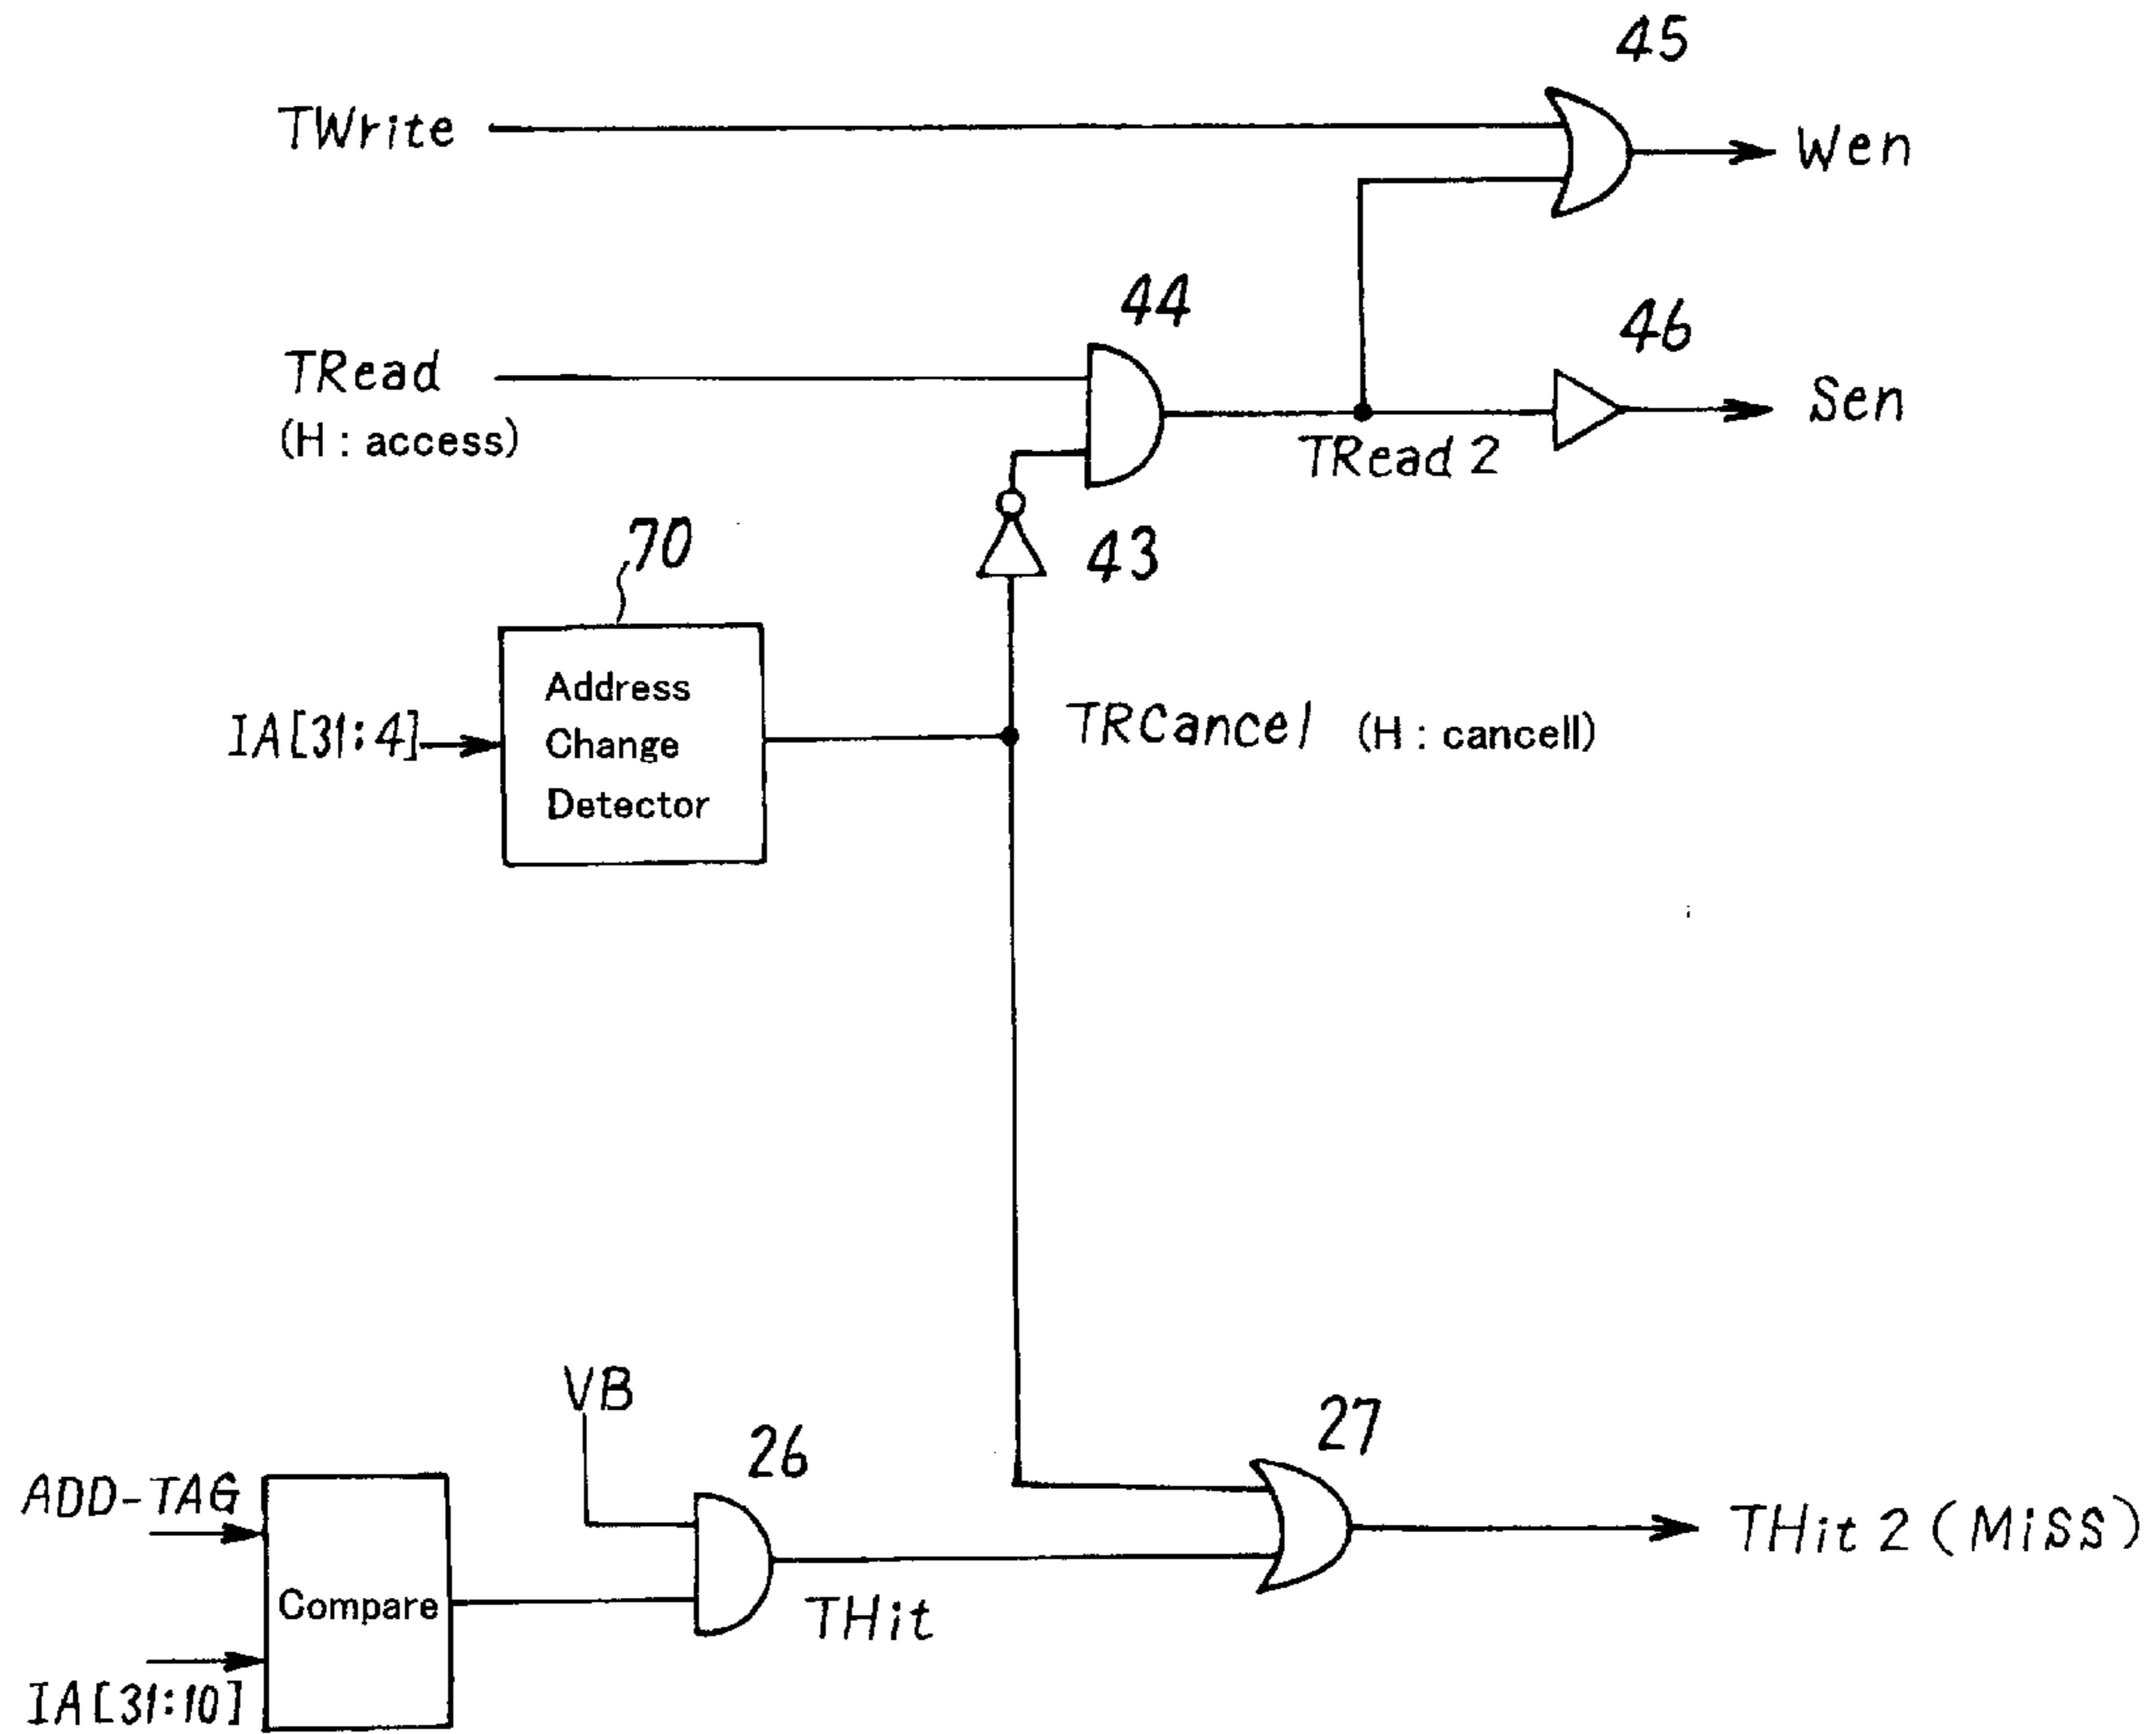 45
TWrite
Wen
44
46
TRead
(H : access)
TRead 2
Sen
70
43
Address
Change
Detector
IA[31:4]
TRCancel (H : cancell)
VB
26
27
ADD-TAG
Compare
THit
THit 2 (MiSS)
IA[31:10]